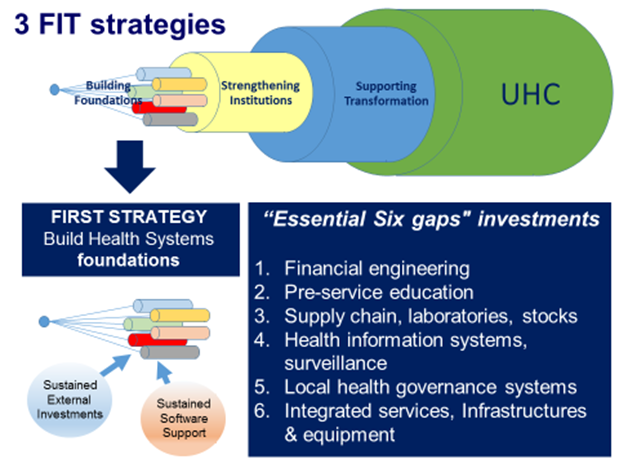 3 FIT strategies
Building
Foundations
Strengthening
Institutions
Supporting
Transformation
UHC
FIRST STRATEGY
Build Health Systems
foundations
Sustained
External
Investments
Sustained
Software
Support
“Essential Six gaps" investments
1. Financial engineering
2. Pre-service education
3. Supply chain, laboratories, stocks
4. Health information systems,
surveillance
5. Local health governance systems
6. Integrated services, Infrastructures
& equipment